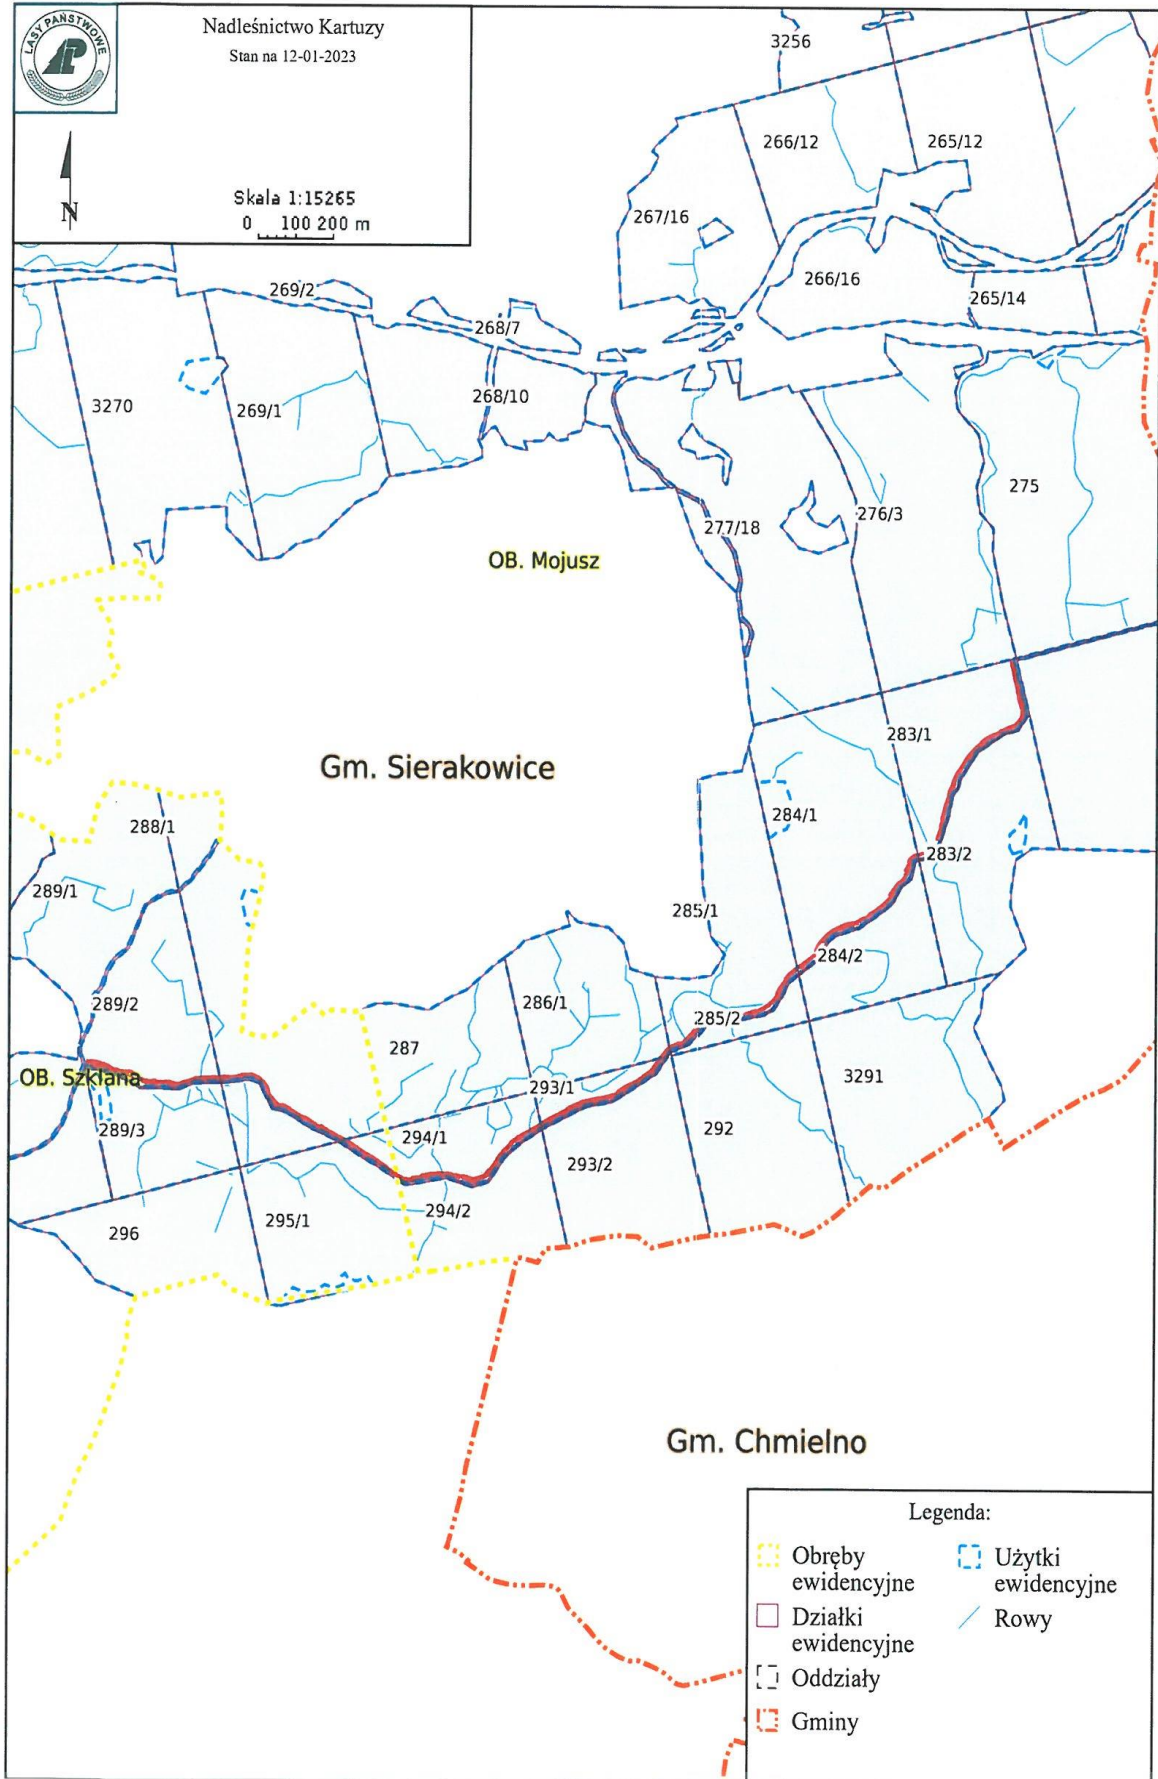 LASY PAŃSTWOWE
Nadleśnictwo Kartuzy
Stan na 12-01-2023
N
Skala 1:15265
0 100 200 m
3256
266/12
265/12
267/16
266/16
265/14
269/2
268/7
3270
269/1
268/10
275
277/18
276/3
OB. Mojusz
283/1
Gm. Sierakowice
284/1
288/1
283/2
289/1
285/1
284/2
289/2
286/1
285/2
287
OB. Szklana
293/1
3291
289/3
294/1
292
293/2
294/2
296
295/1
Gm. Chmielno
Legenda:
Obręby ewidencyjne
Działki ewidencyjne
Oddziały
Gminy
Użytki ewidencyjne
Rowy